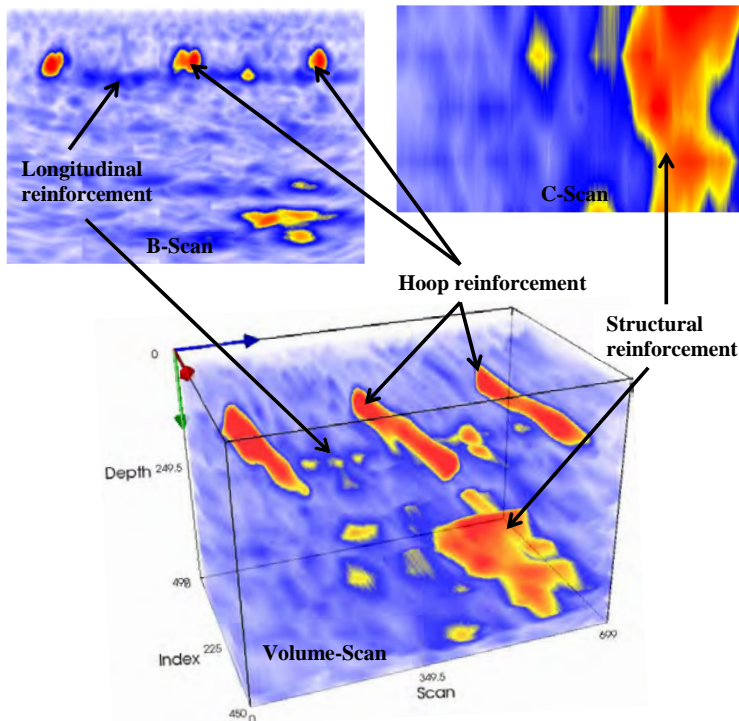 Longitudinal
reinforcement
B-Scan
C-Scan
Hoop reinforcement
Structural
reinforcement
0
Depth 249.5
498
Index 225
450
0
Volume-Scan
349.5
Scan
699